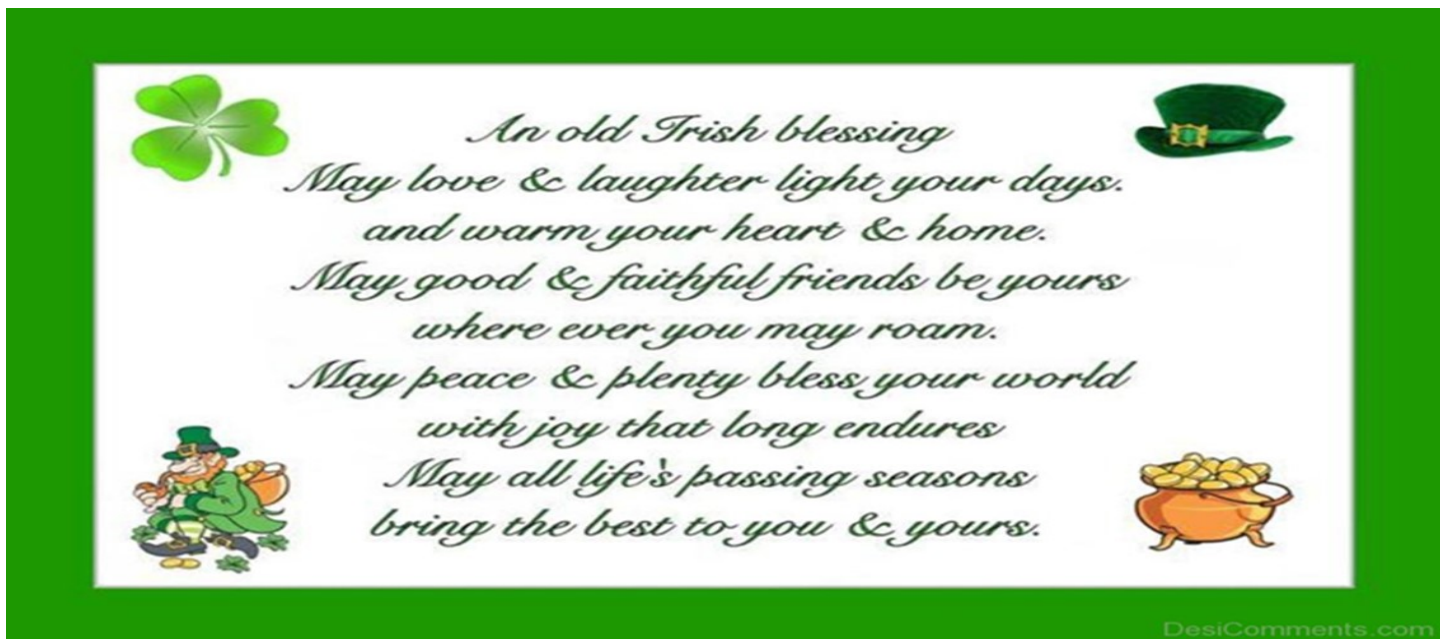 An old Irish blessing
May love & laughter light your days.
and warm your heart & home.
May good & faithful friends be yours
where ever you may roam.
May peace & plenty bless your world
with joy that long endures
May all life's passing seasons
bring the best to you & yours.
DesiComments.com